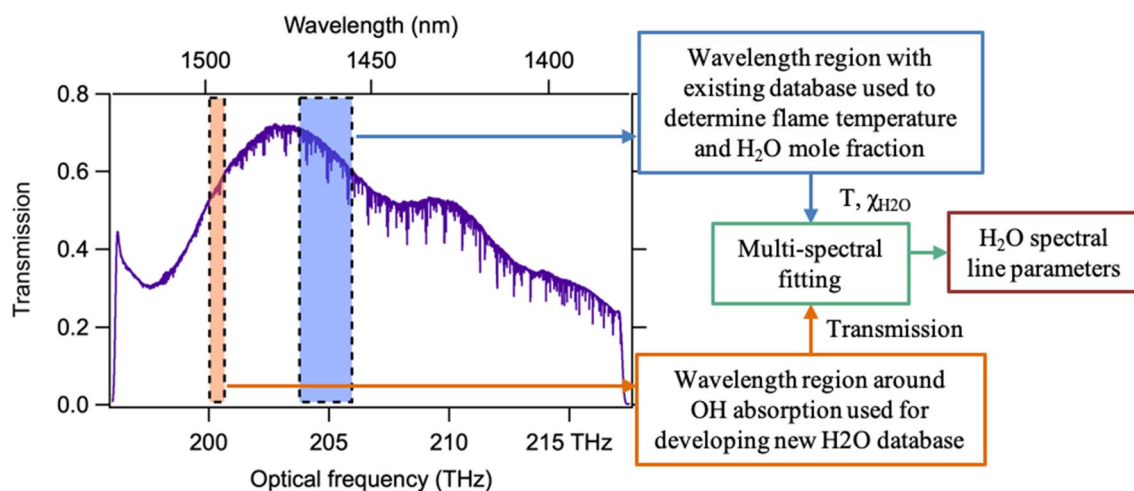 Wavelength (nm)
1500
1450
1400
Transmission
0.8
0.6
0.4
0.2
0.0
200
205
210
215 THz
Optical frequency (THz)
Wavelength region with
existing database used to
determine flame temperature
and H₂O mole fraction
T, χH2O
Multi-spectral
fitting
H₂O spectral
line parameters
Transmission
Wavelength region around
OH absorption used for
developing new H2O database